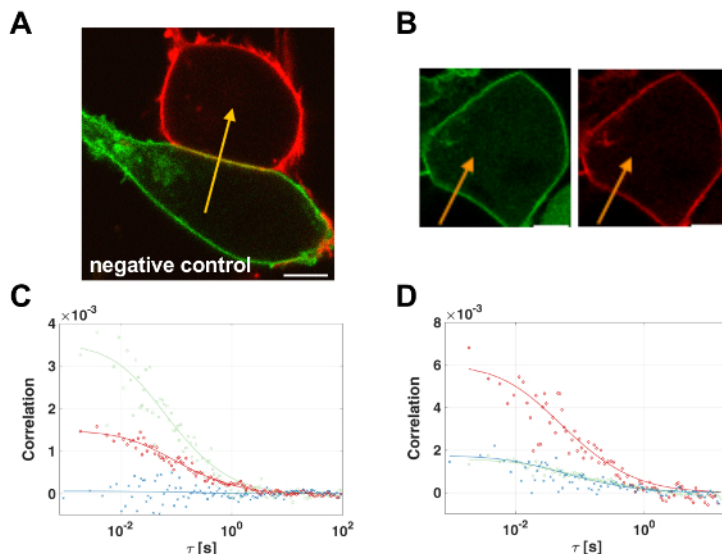 A
B
negative control
C
D
×10⁻³
4
3
2
1
0
Correlation
10⁻²
10⁰
10²
τ [s]
×10⁻³
8
6
4
2
0
Correlation
10⁻²
10⁰
τ [s]